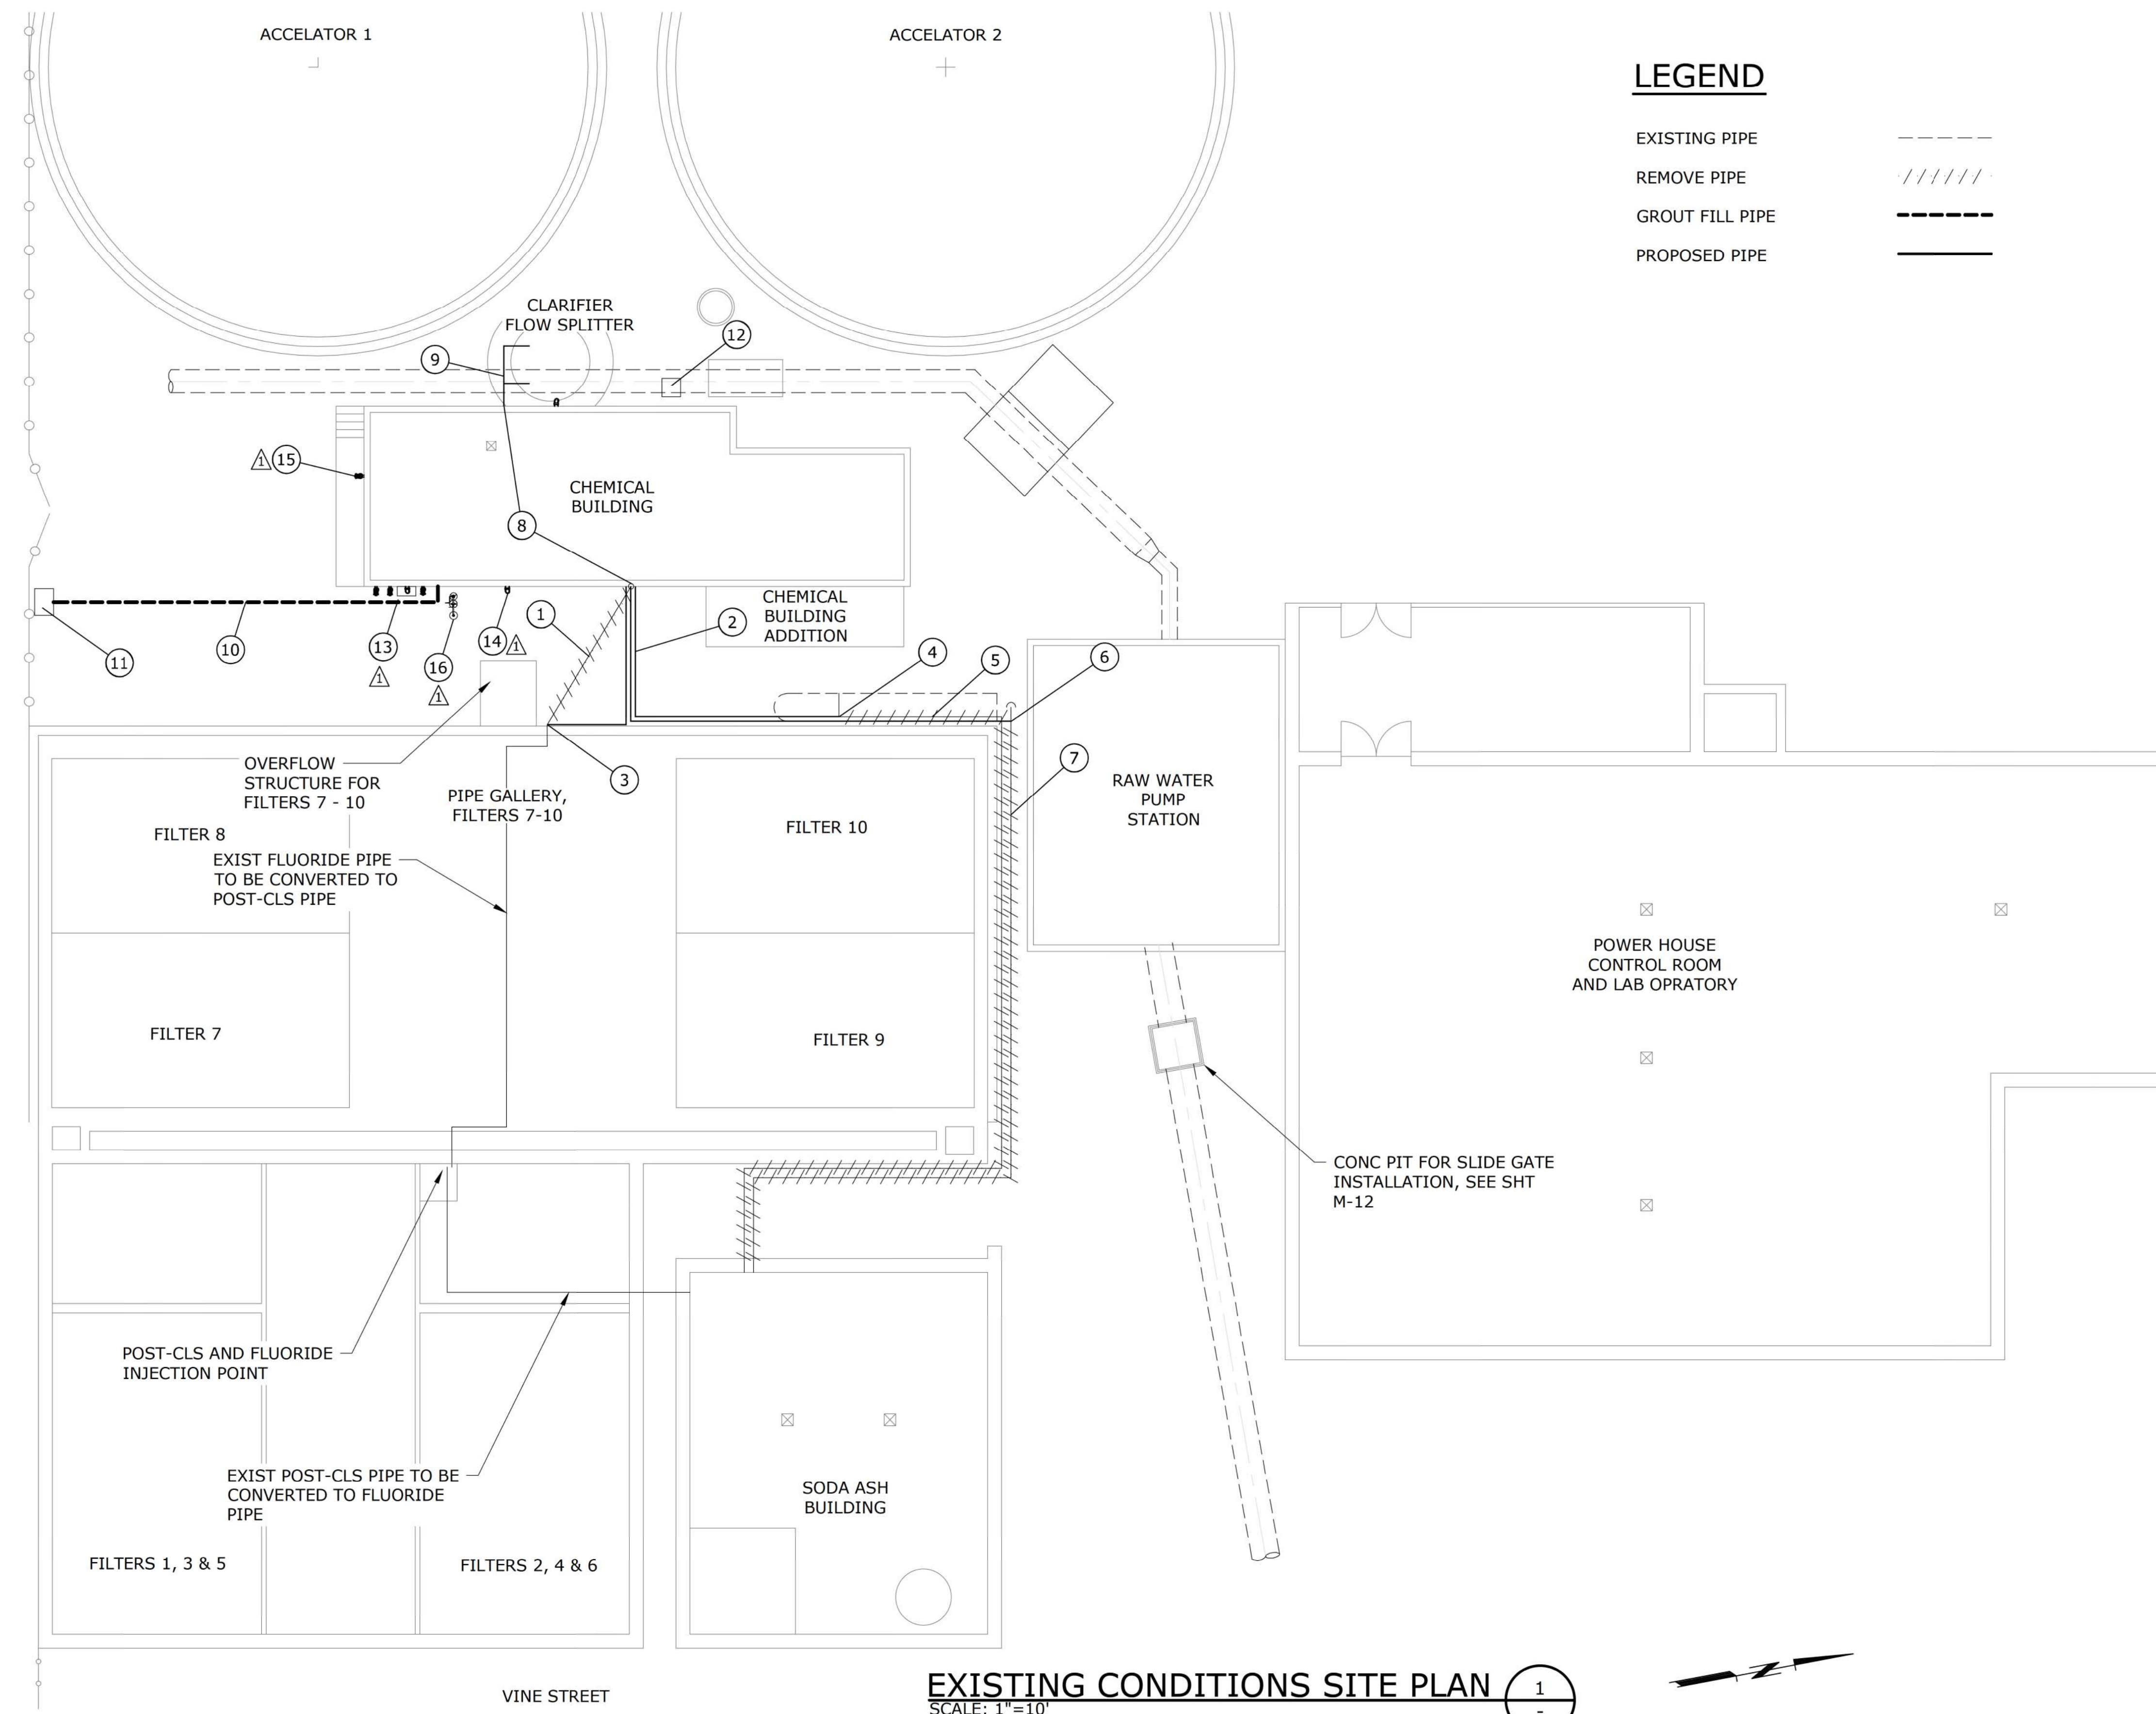 ACCELATOR 1
ACCELATOR 2
LEGEND
EXISTING PIPE
REMOVE PIPE
GROUT FILL PIPE
PROPOSED PIPE
CLARIFIER
FLOW SPLITTER
12
9
1
15
CHEMICAL
BUILDING
8
CHEMICAL
BUILDING
ADDITION
1
2
11
10
13
1
16
1
14
1
4
5
6
OVERFLOW
STRUCTURE FOR
FILTERS 7 - 10
3
7
PIPE GALLERY,
FILTERS 7-10
RAW WATER
PUMP
STATION
FILTER 8
FILTER 10
EXIST FLUORIDE PIPE
TO BE CONVERTED TO
POST-CLS PIPE
POWER HOUSE
CONTROL ROOM
AND LAB OPRATORY
FILTER 7
FILTER 9
CONC PIT FOR SLIDE GATE
INSTALLATION, SEE SHT
M-12
POST-CLS AND FLUORIDE
INJECTION POINT
EXIST POST-CLS PIPE TO BE
CONVERTED TO FLUORIDE
PIPE
SODA ASH
BUILDING
FILTERS 1, 3 & 5
FILTERS 2, 4 & 6
VINE STREET
EXISTING CONDITIONS SITE PLAN
SCALE: 1"=10'
1
-
N